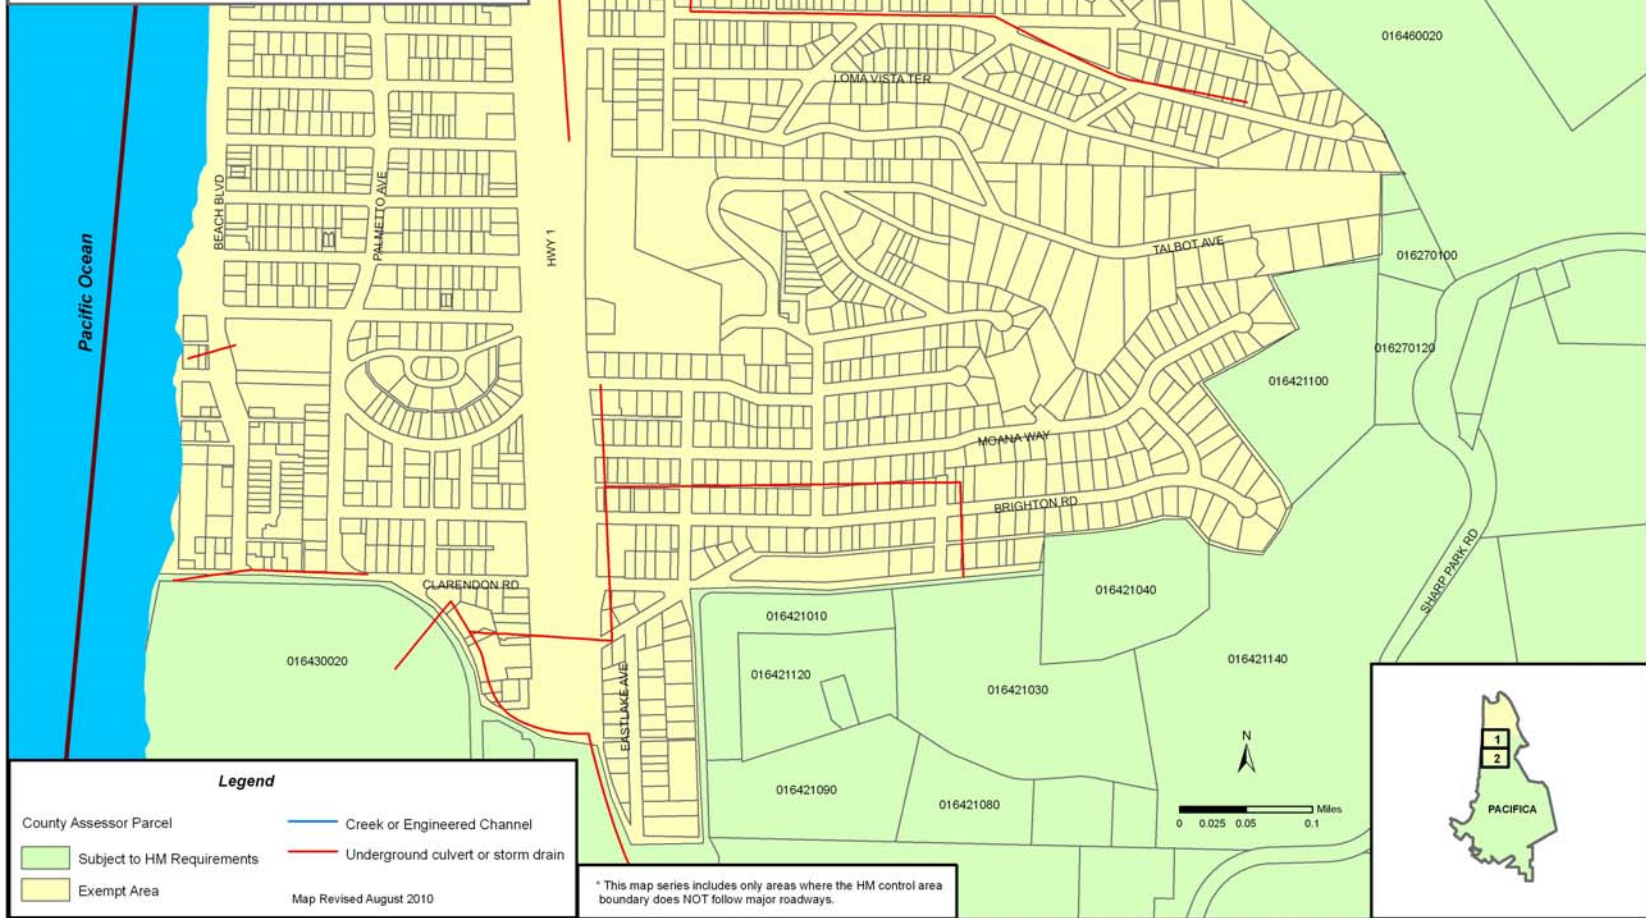 016460020
LOMA VISTA TER
BEACH BLVD
PALMETTO AVE
HWY 1
Pacific Ocean
TALBOT AVE
016270100
016270120
016421100
MOANA WAY
BRIGHTON RD
SHARP PARK RD
CLARENDON RD
016421040
016421010
016430020
016421140
016421120
016421030
EASTLAKE AVE
016421090
016421080
N
Miles
0 0.025 0.05 0.1
1
2
PACIFICA
Legend
County Assessor Parcel
Subject to HM Requirements
Exempt Area
Creek or Engineered Channel
Underground culvert or storm drain
Map Revised August 2010
* This map series includes only areas where the HM control area
boundary does NOT follow major roadways.